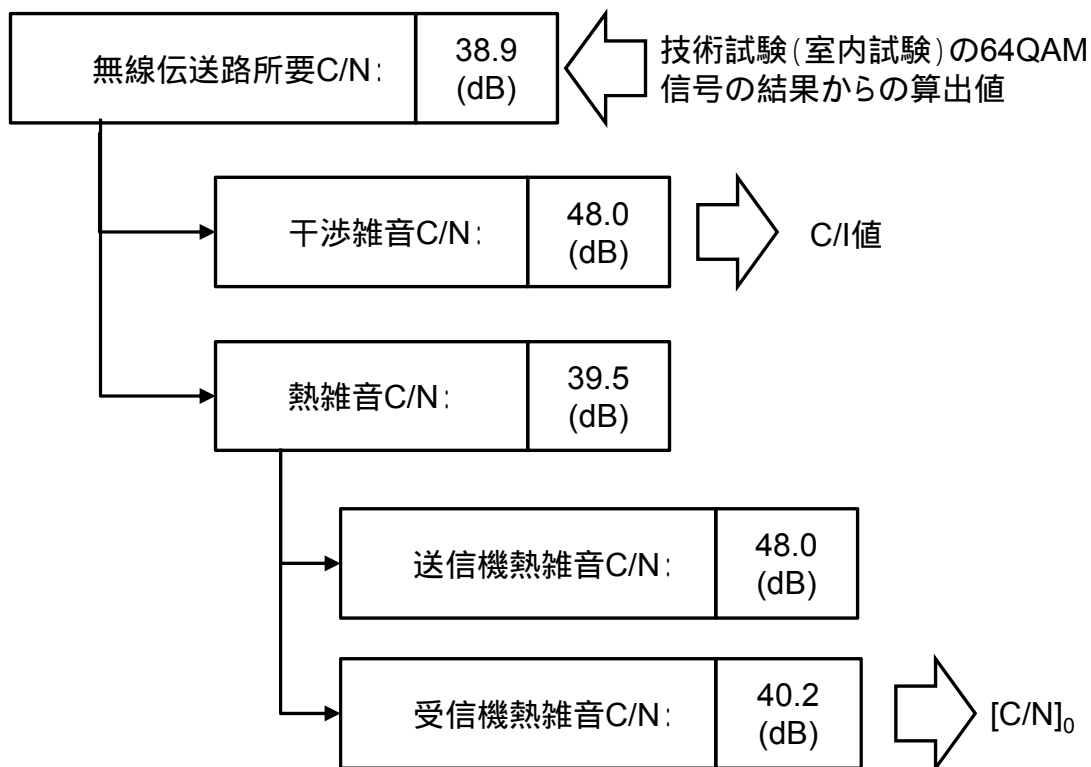 無線伝送路所要C/N:
38.9
(dB)
技術試験(室内試験)の64QAM
信号の結果からの算出値
干渉雑音C/N:
48.0
(dB)
C/I値
熱雑音C/N:
39.5
(dB)
送信機熱雑音C/N:
48.0
(dB)
受信機熱雑音C/N:
40.2
(dB)
[C/N]₀